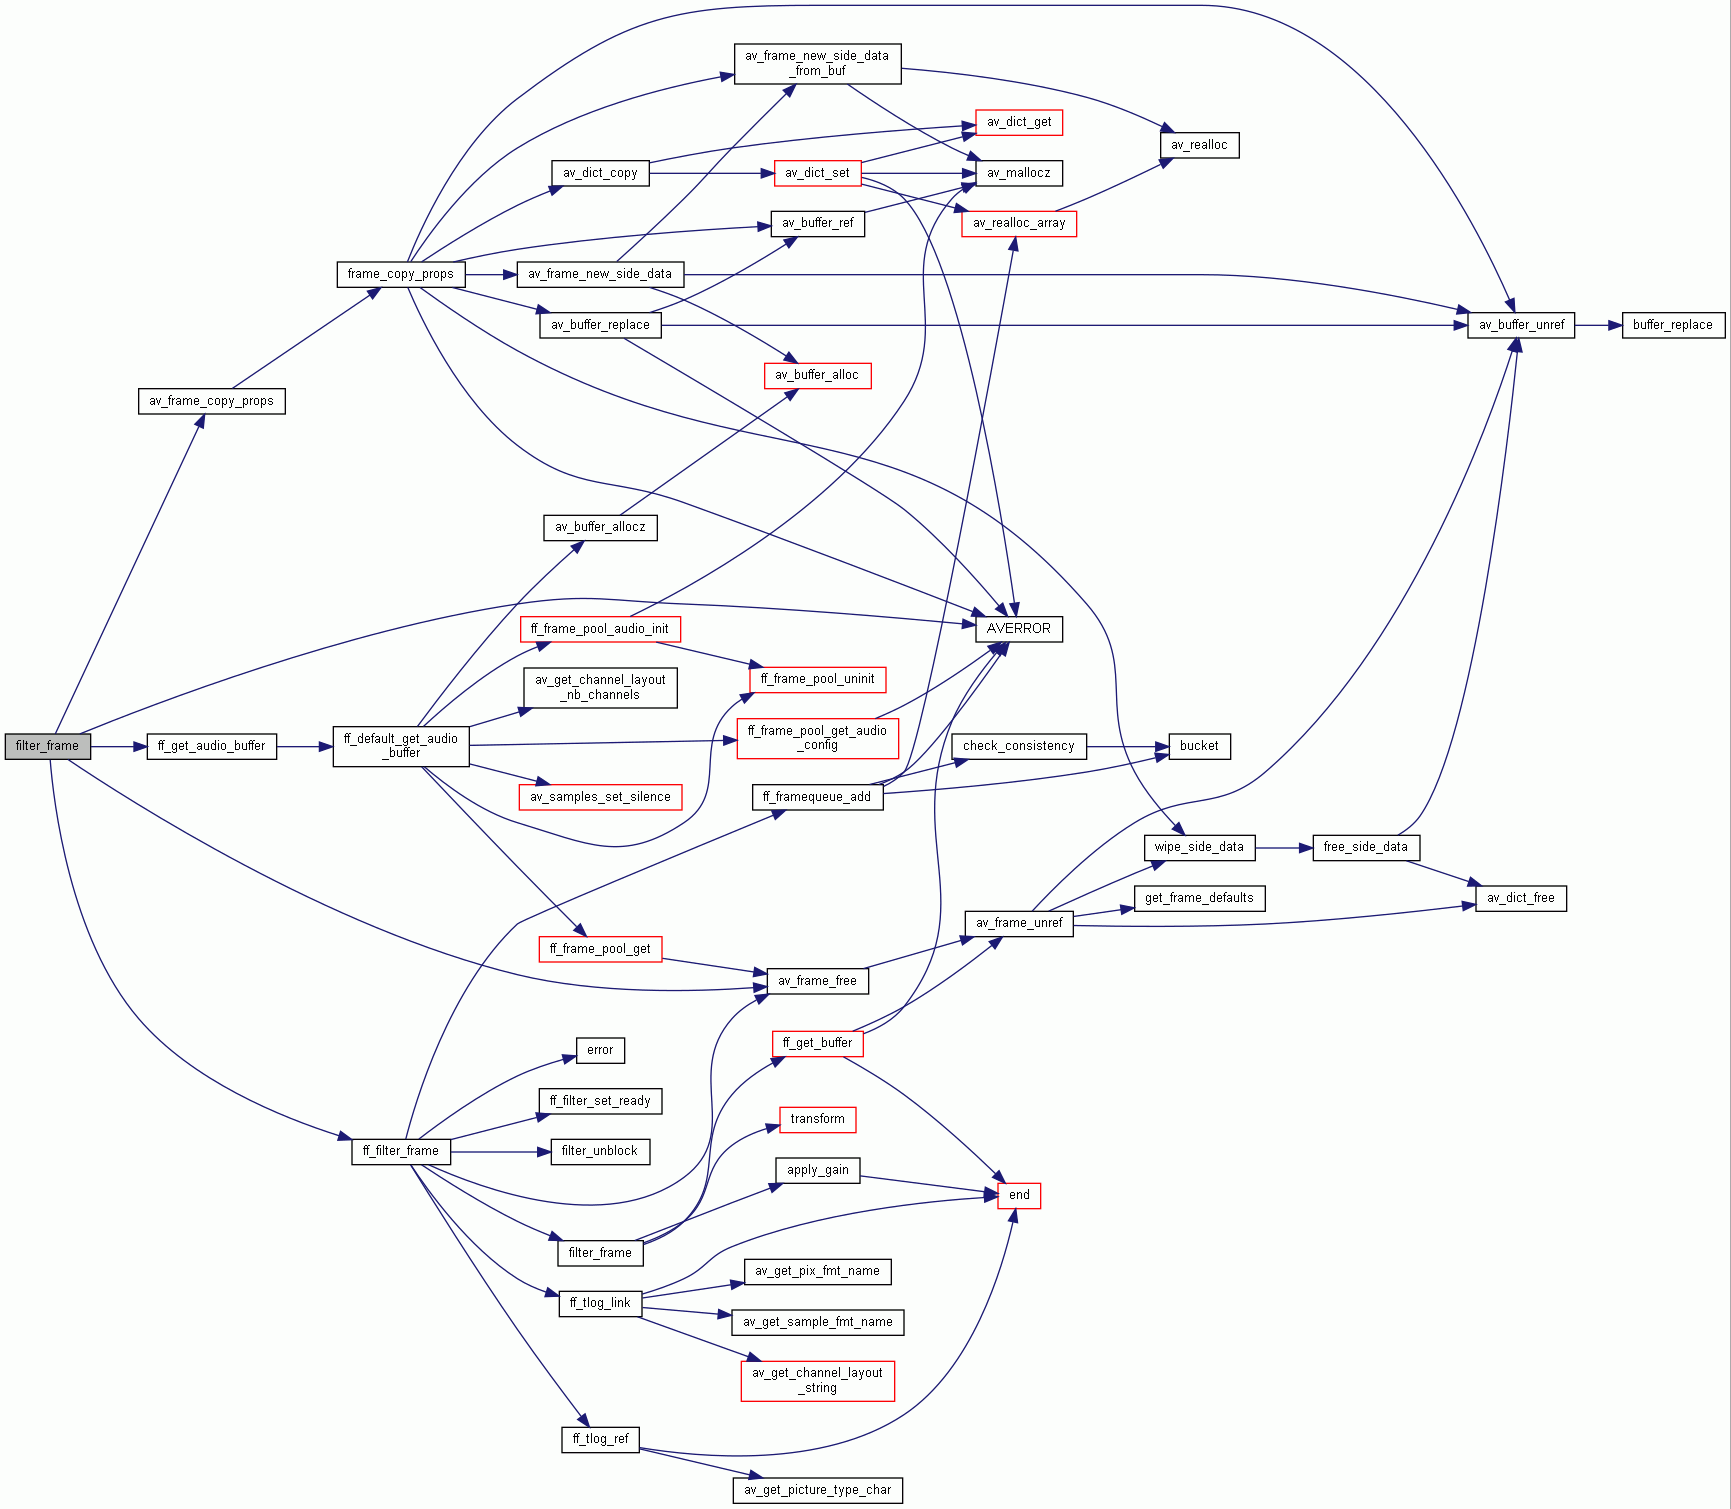 av_frame_new_side_data
_from_buf
av_dict_get
av_realloc
av_dict_copy
av_dict_set
av_mallocz
av_buffer_ref
av_realloc_array
frame_copy_props
av_frame_new_side_data
av_buffer_replace
av_buffer_unref
buffer_replace
av_buffer_alloc
av_frame_copy_props
av_buffer_allocz
ff_frame_pool_audio_init
AVERROR
av_get_channel_layout
_nb_channels
ff_frame_pool_uninit
filter_frame
ff_get_audio_buffer
ff_default_get_audio
_buffer
ff_frame_pool_get_audio
_config
check_consistency
bucket
av_samples_set_silence
ff_framequeue_add
wipe_side_data
free_side_data
get_frame_defaults
av_dict_free
av_frame_unref
ff_frame_pool_get
av_frame_free
error
ff_get_buffer
ff_filter_set_ready
transform
ff_filter_frame
filter_unblock
apply_gain
end
filter_frame
av_get_pix_fmt_name
ff_tlog_link
av_get_sample_fmt_name
av_get_channel_layout
_string
ff_tlog_ref
av_get_picture_type_char